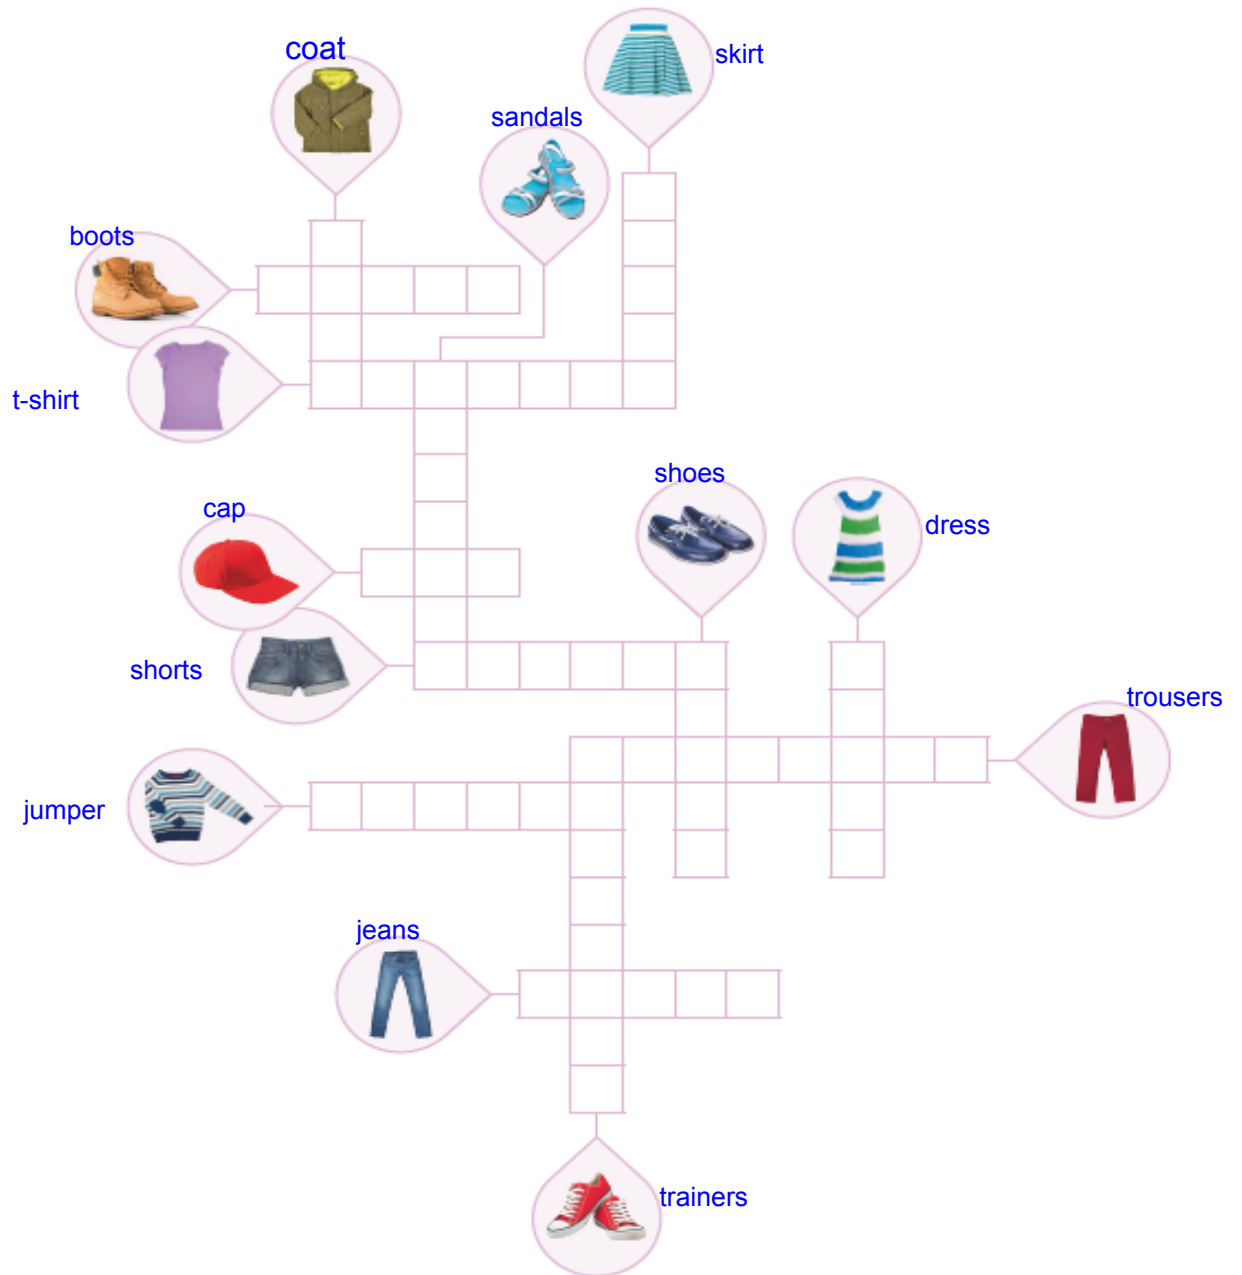 coat
skirt
sandals
boots
t-shirt
shoes
cap
dress
shorts
trousers
jumper
jeans
trainers